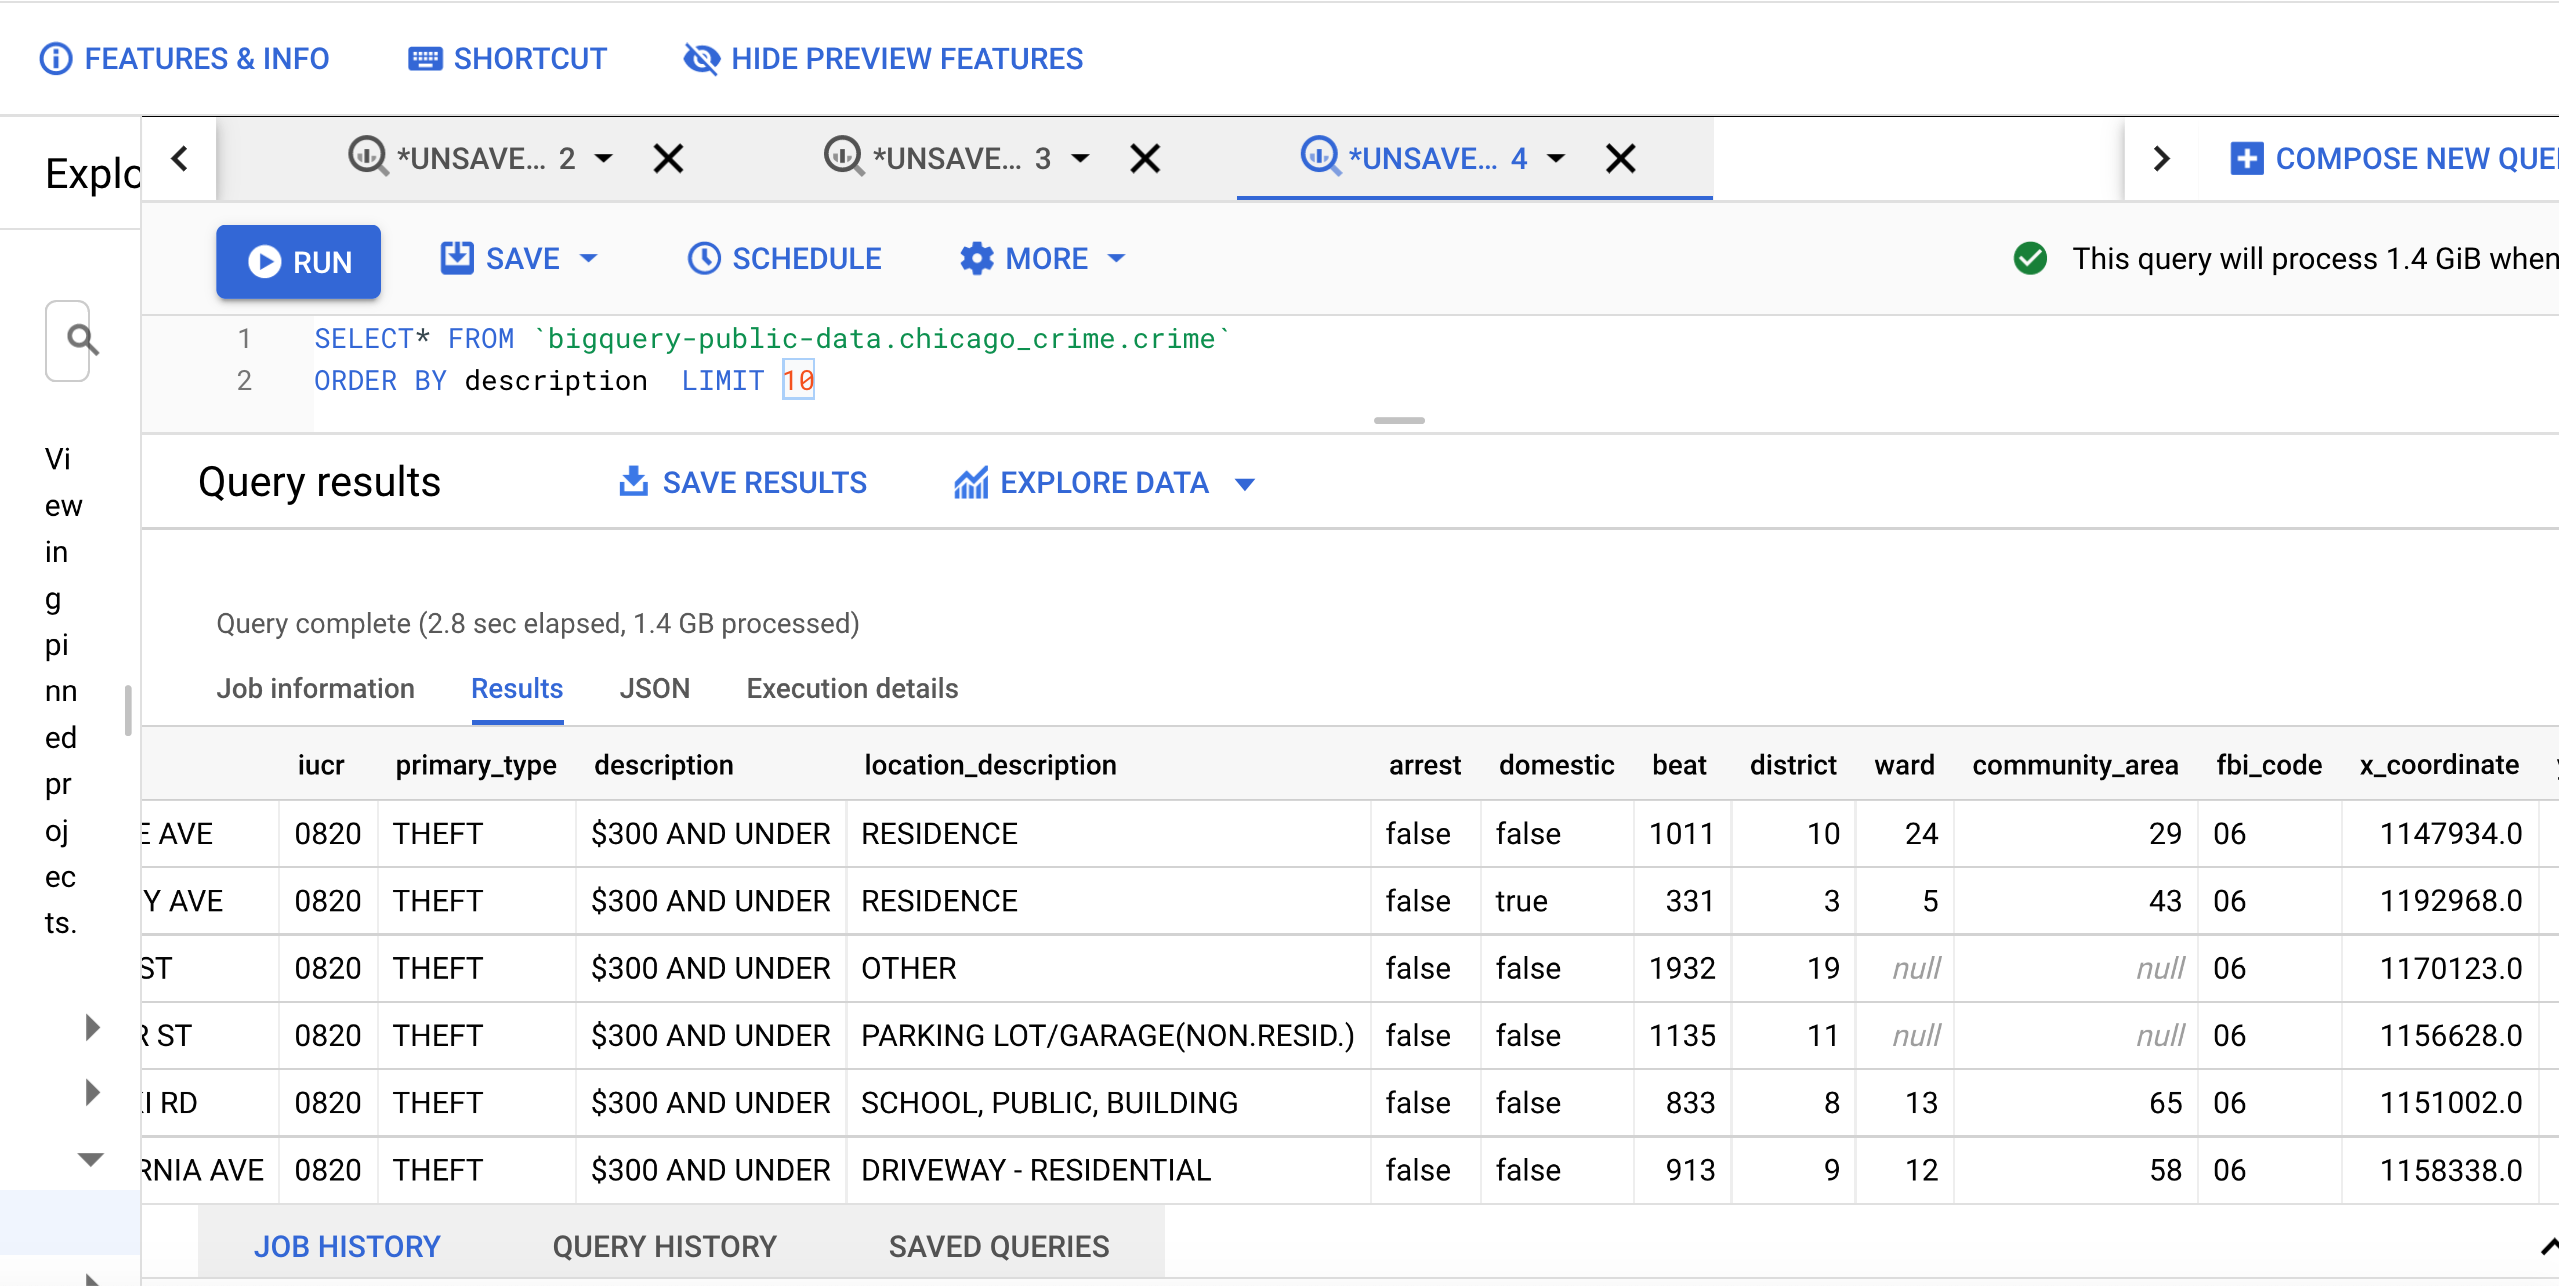 FEATURES & INFO SHORTCUT HIDE PREVIEW FEATURES
Explo
*UNSAVE... 2 *UNSAVE... 3 *UNSAVE... 4 COMPOSE NEW QUE
RUN SAVE SCHEDULE MORE This query will process 1.4 GiB when
1 SELECT* FROM `bigquery-public-data.chicago_crime.crime`
2 ORDER BY description  LIMIT 10
Vi
ew
in
g
pi
nn
ed
pr
oj
ec
ts.
Query results SAVE RESULTS EXPLORE DATA
Query complete (2.8 sec elapsed, 1.4 GB processed)
Job information Results JSON Execution details
iucr primary_type description location_description arrest domestic beat district ward community_area fbi_code x_coordinate
E AVE 0820 THEFT $300 AND UNDER RESIDENCE false false 1011 10 24 29 06 1147934.0
Y AVE 0820 THEFT $300 AND UNDER RESIDENCE false true 331 3 5 43 06 1192968.0
ST 0820 THEFT $300 AND UNDER OTHER false false 1932 19 null null 06 1170123.0
R ST 0820 THEFT $300 AND UNDER PARKING LOT/GARAGE(NON.RESID.) false false 1135 11 null null 06 1156628.0
I RD 0820 THEFT $300 AND UNDER SCHOOL, PUBLIC, BUILDING false false 833 8 13 65 06 1151002.0
RNIA AVE 0820 THEFT $300 AND UNDER DRIVEWAY - RESIDENTIAL false false 913 9 12 58 06 1158338.0
JOB HISTORY QUERY HISTORY SAVED QUERIES